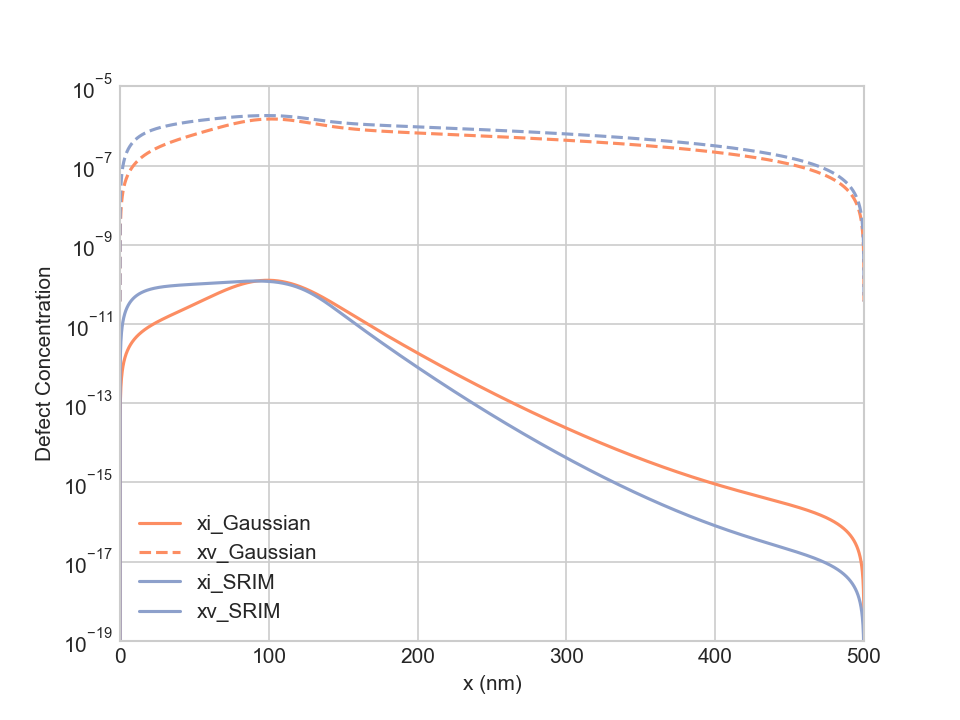 10−5
10−7
10−9
10−11
10−13
10−15
10−17
10−19
Defect Concentration
xi_Gaussian
xv_Gaussian
xi_SRIM
xv_SRIM
0 100 200 300 400 500
x (nm)